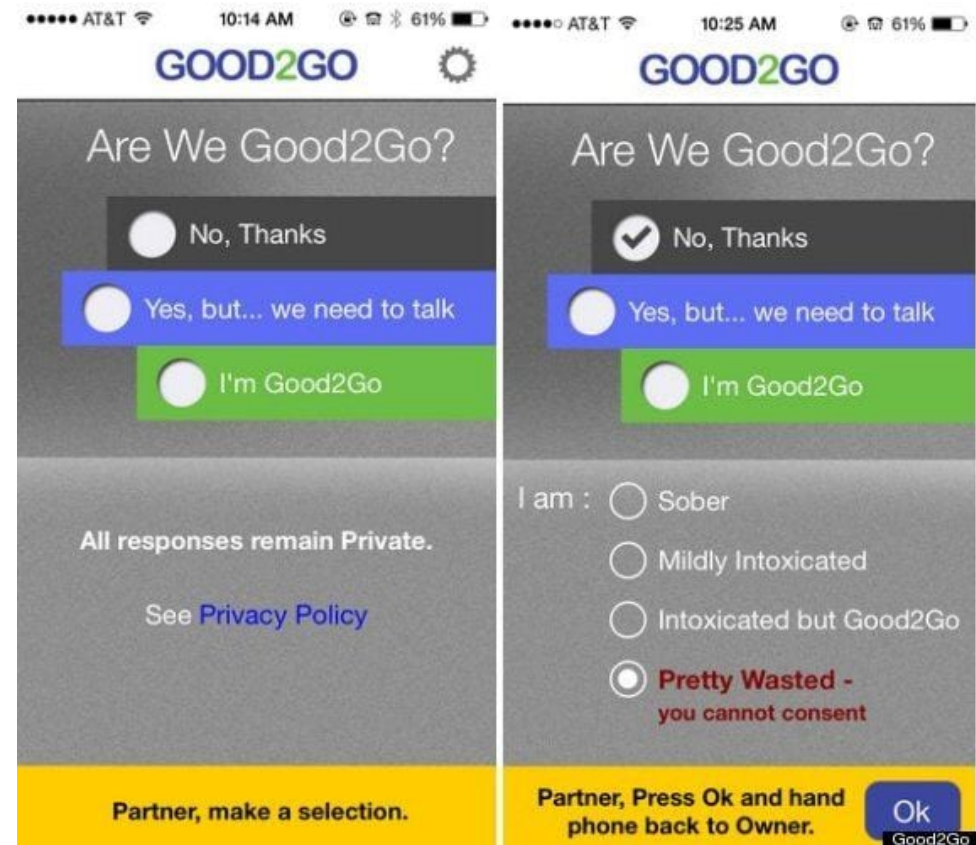 AT&T 10:14 AM 61%
GOOD2GO
Are We Good2Go?
No, Thanks
Yes, but... we need to talk
I'm Good2Go
All responses remain Private.
See Privacy Policy
Partner, make a selection.
AT&T 10:25 AM 61%
GOOD2GO
Are We Good2Go?
No, Thanks
Yes, but... we need to talk
I'm Good2Go
I am : Sober
Mildly Intoxicated
Intoxicated but Good2Go
Pretty Wasted -
you cannot consent
Partner, Press Ok and hand
phone back to Owner.
Ok
Good2Go